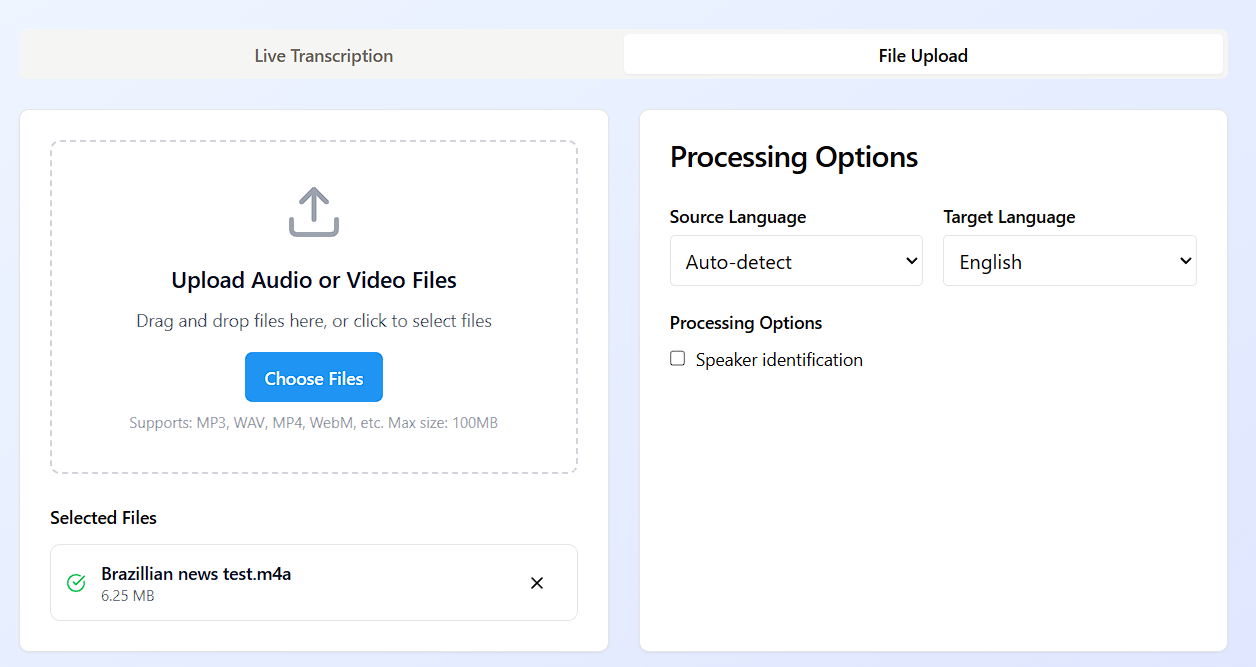 Live Transcription
File Upload
Upload Audio or Video Files
Drag and drop files here, or click to select files
Choose Files
Supports: MP3, WAV, MP4, WebM, etc. Max size: 100MB
Selected Files
Brazillian news test.m4a
6.25 MB
Processing Options
Source Language
Target Language
Auto-detect
English
Processing Options
Speaker identification